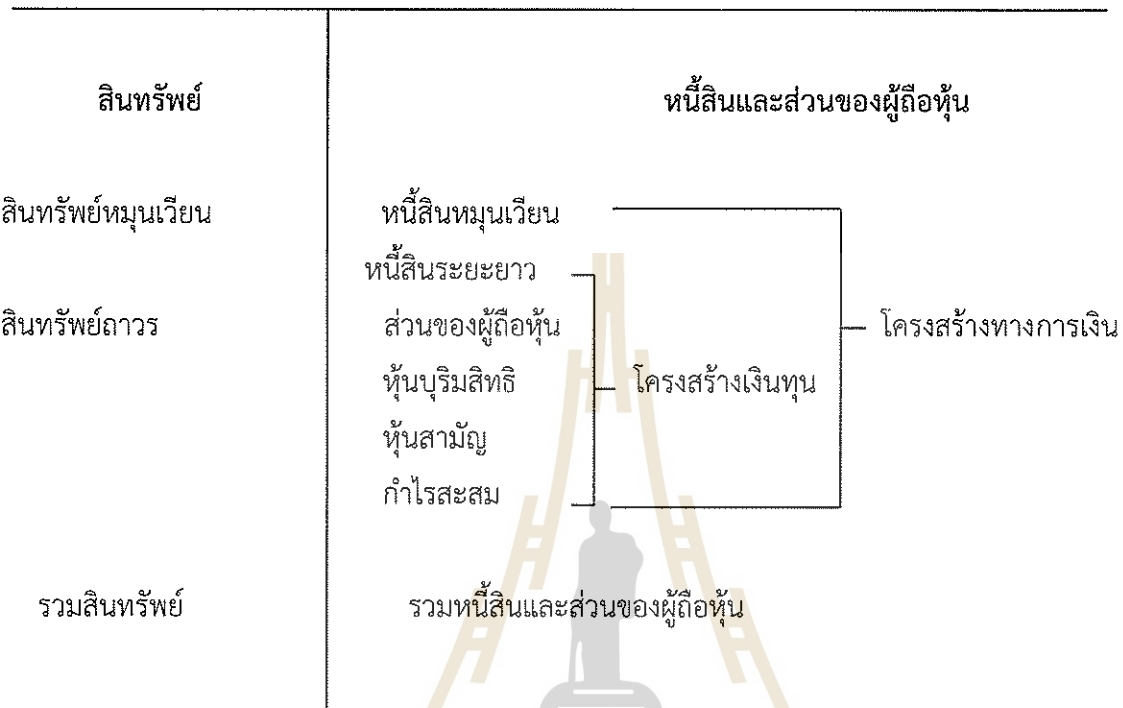 สินทรัพย์ หนี้สินและส่วนของผู้ถือหุ้น
สินทรัพย์หมุนเวียน หนี้สินหมุนเวียน
หนี้สินระยะยาว
สินทรัพย์ถาวร ส่วนของผู้ถือหุ้น โครงสร้างทางการเงิน
หุ้นบุริมสิทธิ โครงสร้างเงินทุน
หุ้นสามัญ
กำไรสะสม
รวมสินทรัพย์ รวมหนี้สินและส่วนของผู้ถือหุ้น